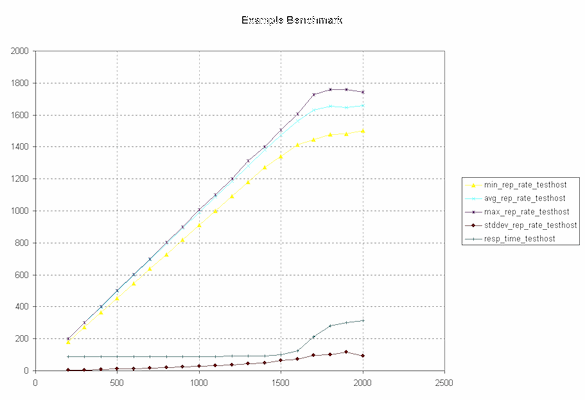 Example Benchmark
2000
1800
1600
1400
1200
1000
800
600
400
200
0
0 500 1000 1500 2000 2500
min_rep_rate_testhost
avg_rep_rate_testhost
max_rep_rate_testhost
stddev_rep_rate_testhost
resp_time_testhost